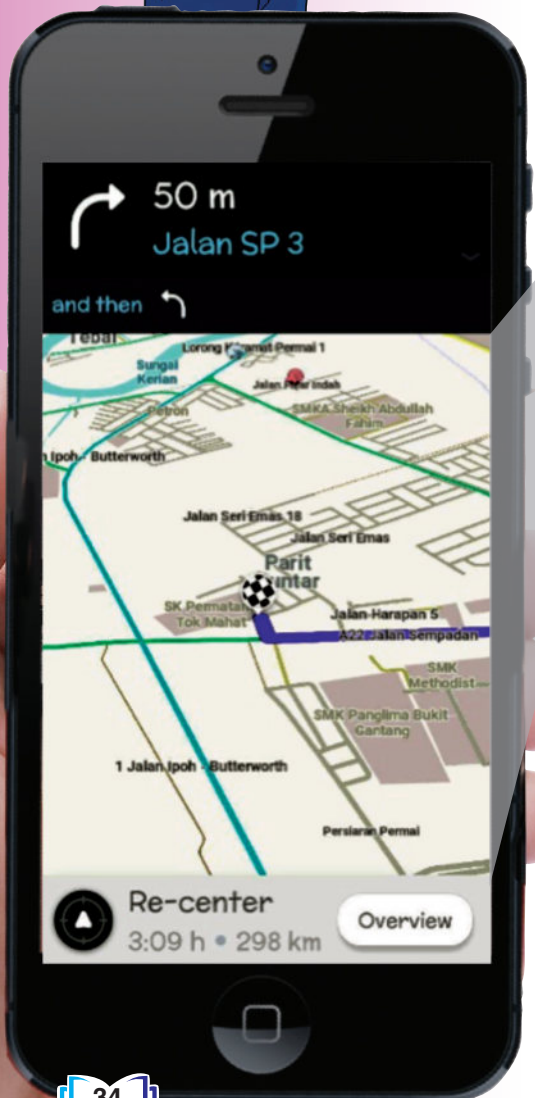 50 m
Jalan SP 3
and then
Tebal
Lorong Keramat Permai 1
Sungai
Kerian
Jalan Fajar Indah
Petron
SMKA Sheikh Abdullah
Fahim
Ipoh - Butterworth
Jalan Seri Emas 18
Jalan Seri Emas
Parit
SK Permatang
Tok Mahat
Jalan Harapan 5
A22 Jalan Sempadan
SMK
Methodist
SMK Panglima Bukit
Gantang
1 Jalan Ipoh - Butterworth
Persiaran Permai
Re-center
3:09 h • 298 km
Overview
34